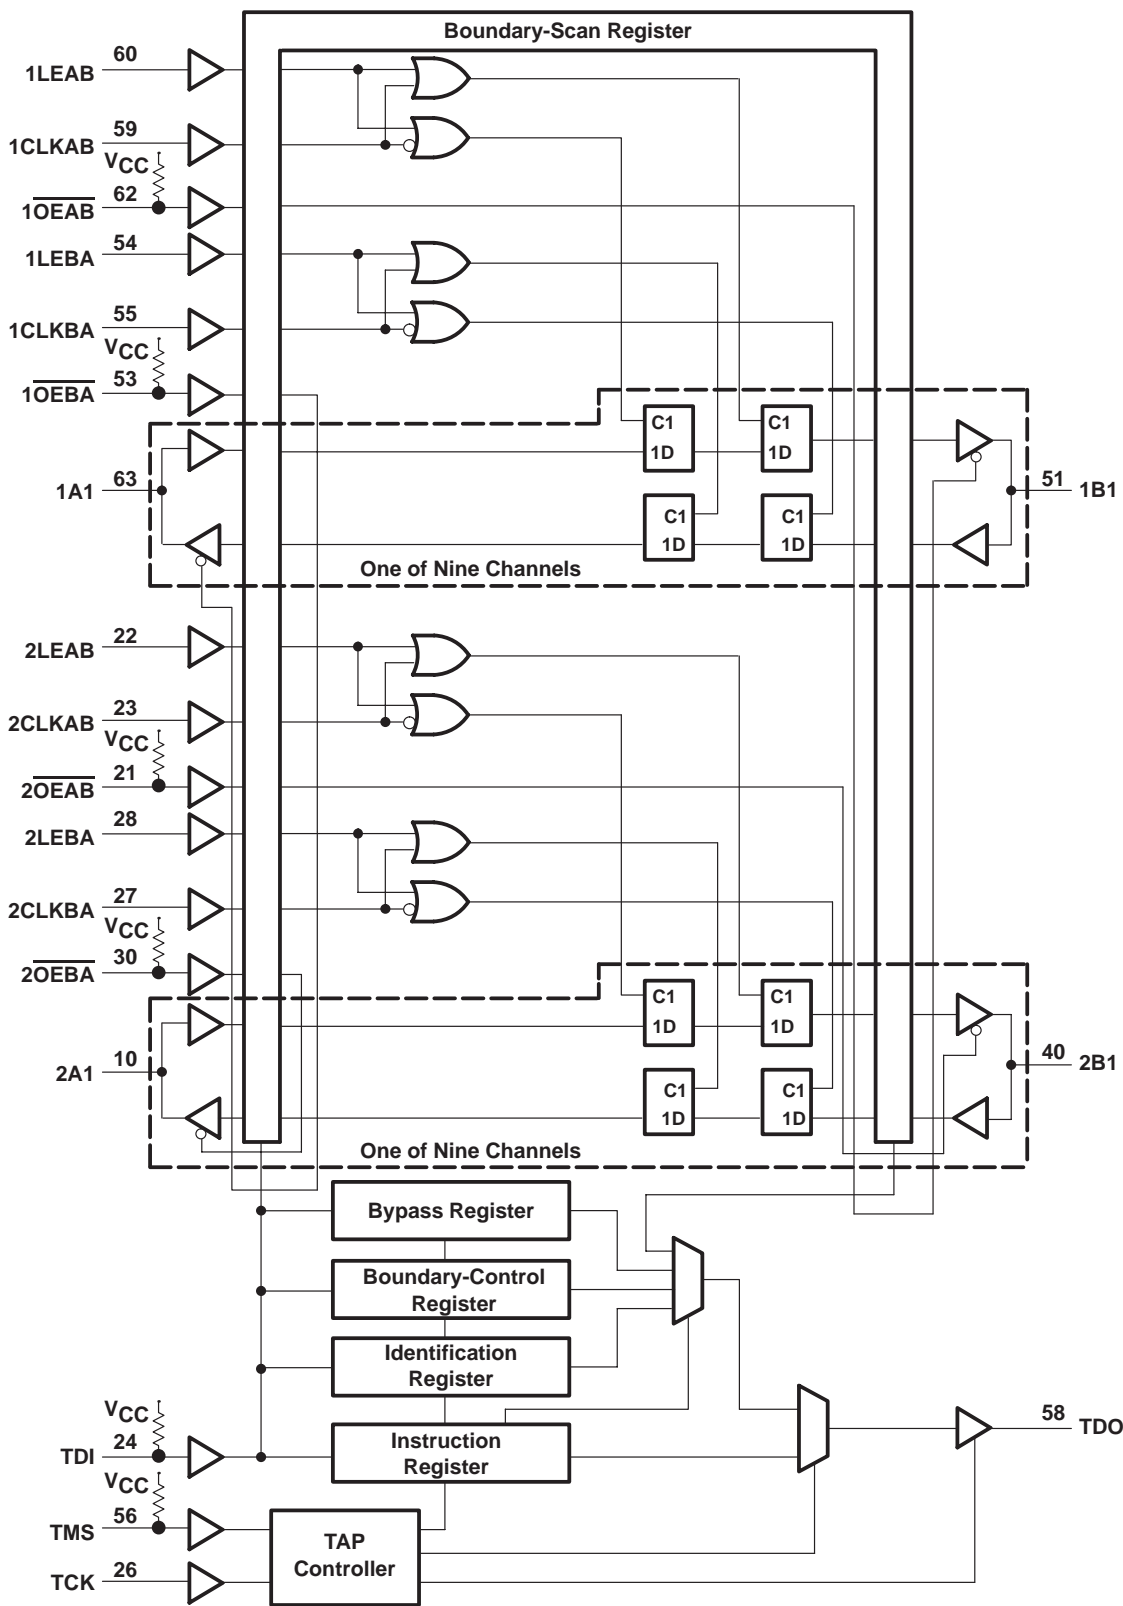 Boundary-Scan Register
1LEAB 60
1CLKAB 59
VCC
1OEAB 62
1LEBA 54
1CLKBA 55
VCC
1OEBA 53
C1
1D
C1
1D
1A1 63
51 1B1
C1
1D
C1
1D
One of Nine Channels
2LEAB 22
2CLKAB 23
VCC
2OEAB 21
2LEBA 28
2CLKBA 27
VCC
2OEBA 30
C1
1D
C1
1D
2A1 10
40 2B1
C1
1D
C1
1D
One of Nine Channels
Bypass Register
Boundary-Control
Register
Identification
Register
VCC
TDI 24
Instruction
Register
58 TDO
VCC
TMS 56
TAP
Controller
TCK 26